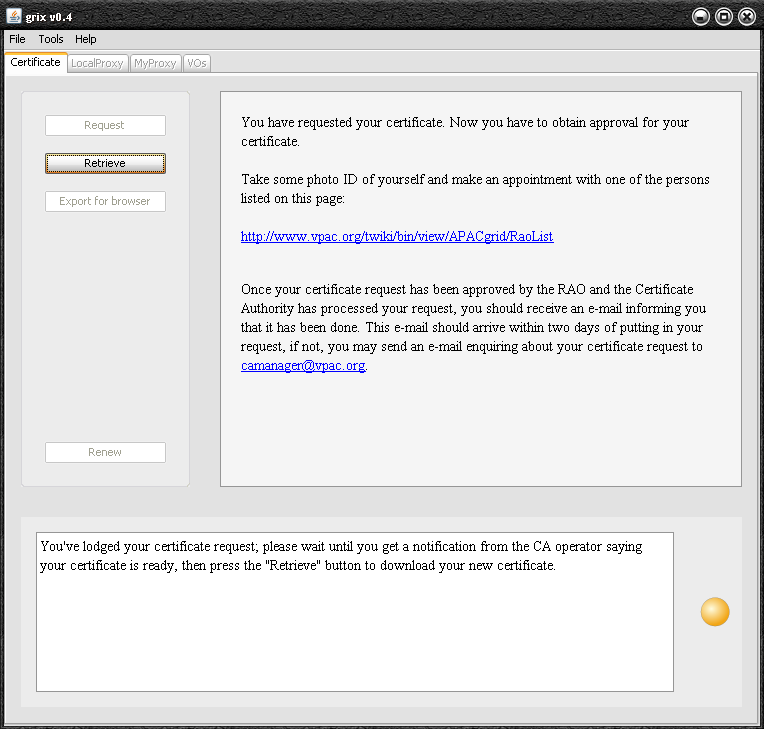 grix v0.4
File Tools Help
Certificate LocalProxy MyProxy VOs
Request
Retrieve
Export for browser
Renew
You have requested your certificate. Now you have to obtain approval for your
certificate.
Take some photo ID of yourself and make an appointment with one of the persons
listed on this page:
http://www.vpac.org/twiki/bin/view/APACgrid/RaoList
Once your certificate request has been approved by the RAO and the Certificate
Authority has processed your request, you should receive an e-mail informing you
that it has been done. This e-mail should arrive within two days of putting in your
request, if not, you may send an e-mail enquiring about your certificate request to
camanager@vpac.org.
You've lodged your certificate request; please wait until you get a notification from the CA operator saying
your certificate is ready, then press the "Retrieve" button to download your new certificate.